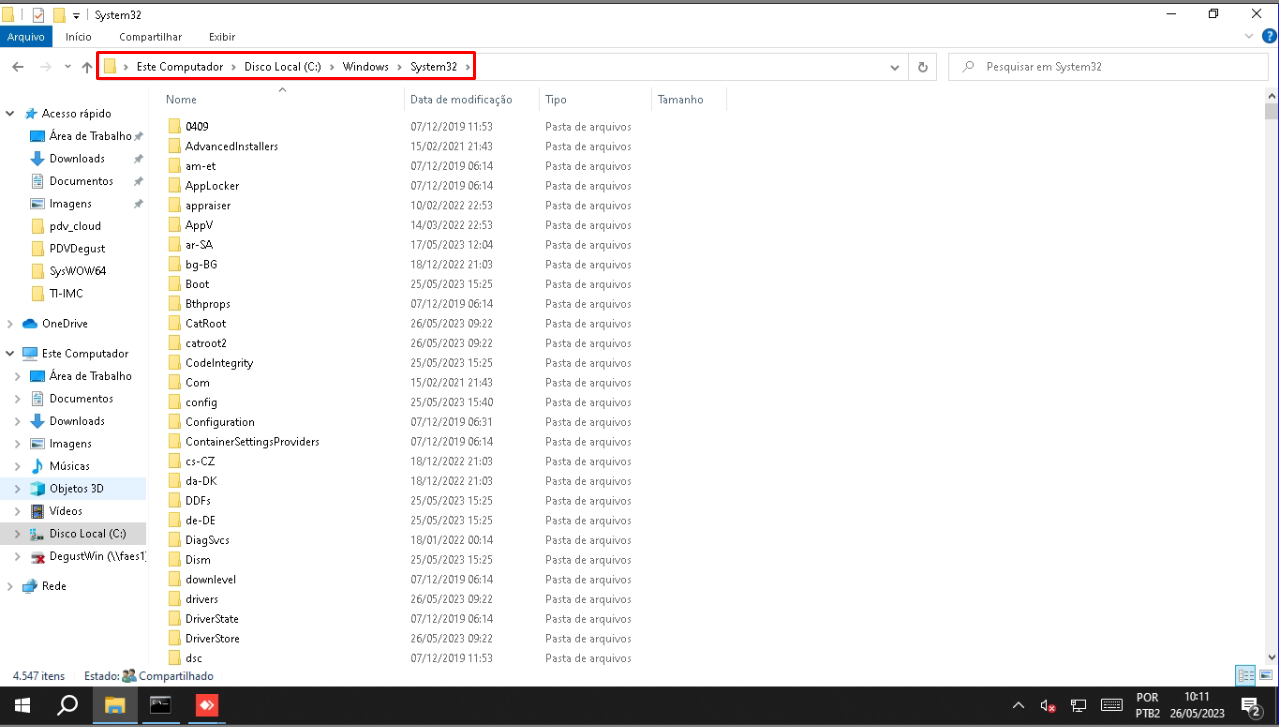 System32
Arquivo Início Compartilhar Exibir
Este Computador Disco Local (C:) Windows System32
Pesquisar em System32
Nome Data de modificação Tipo Tamanho
Acesso rápido
Área de Trabalho
Downloads
Documentos
Imagens
pdv_cloud
PDVDegust
SysWOW64
TI-IMC
OneDrive
Este Computador
Área de Trabalho
Documentos
Downloads
Imagens
Músicas
Objetos 3D
Vídeos
Disco Local (C:)
DegustWin (\\faes1
Rede
0409 07/12/2019 11:53 Pasta de arquivos
AdvancedInstallers 15/02/2021 21:43 Pasta de arquivos
am-et 07/12/2019 06:14 Pasta de arquivos
AppLocker 07/12/2019 06:14 Pasta de arquivos
appraiser 10/02/2022 22:53 Pasta de arquivos
AppV 14/03/2022 22:53 Pasta de arquivos
ar-SA 17/05/2023 12:04 Pasta de arquivos
bg-BG 18/12/2022 21:03 Pasta de arquivos
Boot 25/05/2023 15:25 Pasta de arquivos
Bthprops 07/12/2019 06:14 Pasta de arquivos
CatRoot 26/05/2023 09:22 Pasta de arquivos
catroot2 26/05/2023 09:22 Pasta de arquivos
CodeIntegrity 25/05/2023 15:25 Pasta de arquivos
Com 15/02/2021 21:43 Pasta de arquivos
config 25/05/2023 15:40 Pasta de arquivos
Configuration 07/12/2019 06:31 Pasta de arquivos
ContainerSettingsProviders 07/12/2019 06:14 Pasta de arquivos
cs-CZ 18/12/2022 21:03 Pasta de arquivos
da-DK 18/12/2022 21:03 Pasta de arquivos
DDFs 25/05/2023 15:25 Pasta de arquivos
de-DE 25/05/2023 15:25 Pasta de arquivos
DiagSvcs 18/01/2022 00:14 Pasta de arquivos
Dism 25/05/2023 15:25 Pasta de arquivos
downlevel 07/12/2019 06:14 Pasta de arquivos
drivers 26/05/2023 09:22 Pasta de arquivos
DriverState 07/12/2019 06:14 Pasta de arquivos
DriverStore 26/05/2023 09:22 Pasta de arquivos
dsc 07/12/2019 11:53 Pasta de arquivos
4.547 itens Estado: Compartilhado
POR 10:11
PTB2 26/05/2023 2